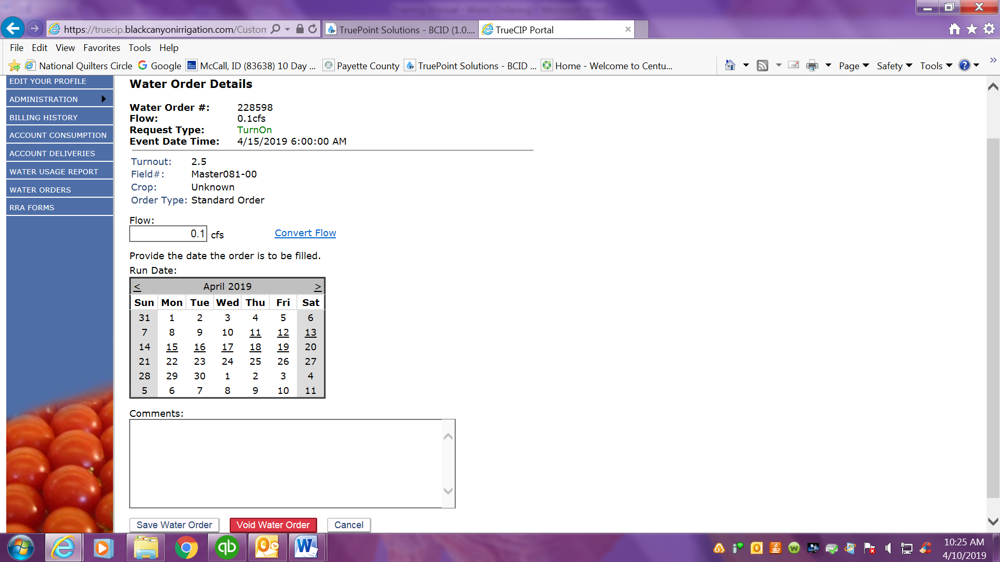 https://truecip.blackcanyonirrigation.com/Custom
TruePoint Solutions - BCID (1.0....
TrueCIP Portal
File Edit View Favorites Tools Help
National Quilters Circle Google McCall, ID (83638) 10 Day ... Payette County TruePoint Solutions - BCID ... Home - Welcome to Centu...
Page Safety Tools
EDIT YOUR PROFILE
ADMINISTRATION
BILLING HISTORY
ACCOUNT CONSUMPTION
ACCOUNT DELIVERIES
WATER USAGE REPORT
WATER ORDERS
RRA FORMS
Water Order Details
Water Order #: 228598
Flow: 0.1cfs
Request Type: TurnOn
Event Date Time: 4/15/2019 6:00:00 AM
Turnout: 2.5
Field#: Master081-00
Crop: Unknown
Order Type: Standard Order
Flow:
0.1 cfs Convert Flow
Provide the date the order is to be filled.
Run Date:
< April 2019 >
Sun Mon Tue Wed Thu Fri Sat
31 1 2 3 4 5 6
7 8 9 10 11 12 13
14 15 16 17 18 19 20
21 22 23 24 25 26 27
28 29 30 1 2 3 4
5 6 7 8 9 10 11
Comments:
Save Water Order Void Water Order Cancel
10:25 AM
4/10/2019